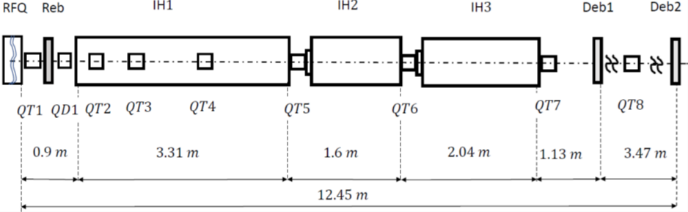 RFQ Reb IH1 IH2 IH3 Deb1 Deb2
QT1 QD1 QT2 QT3 QT4 QT5 QT6 QT7 QT8
0.9 m 3.31 m 1.6 m 2.04 m 1.13 m 3.47 m
12.45 m